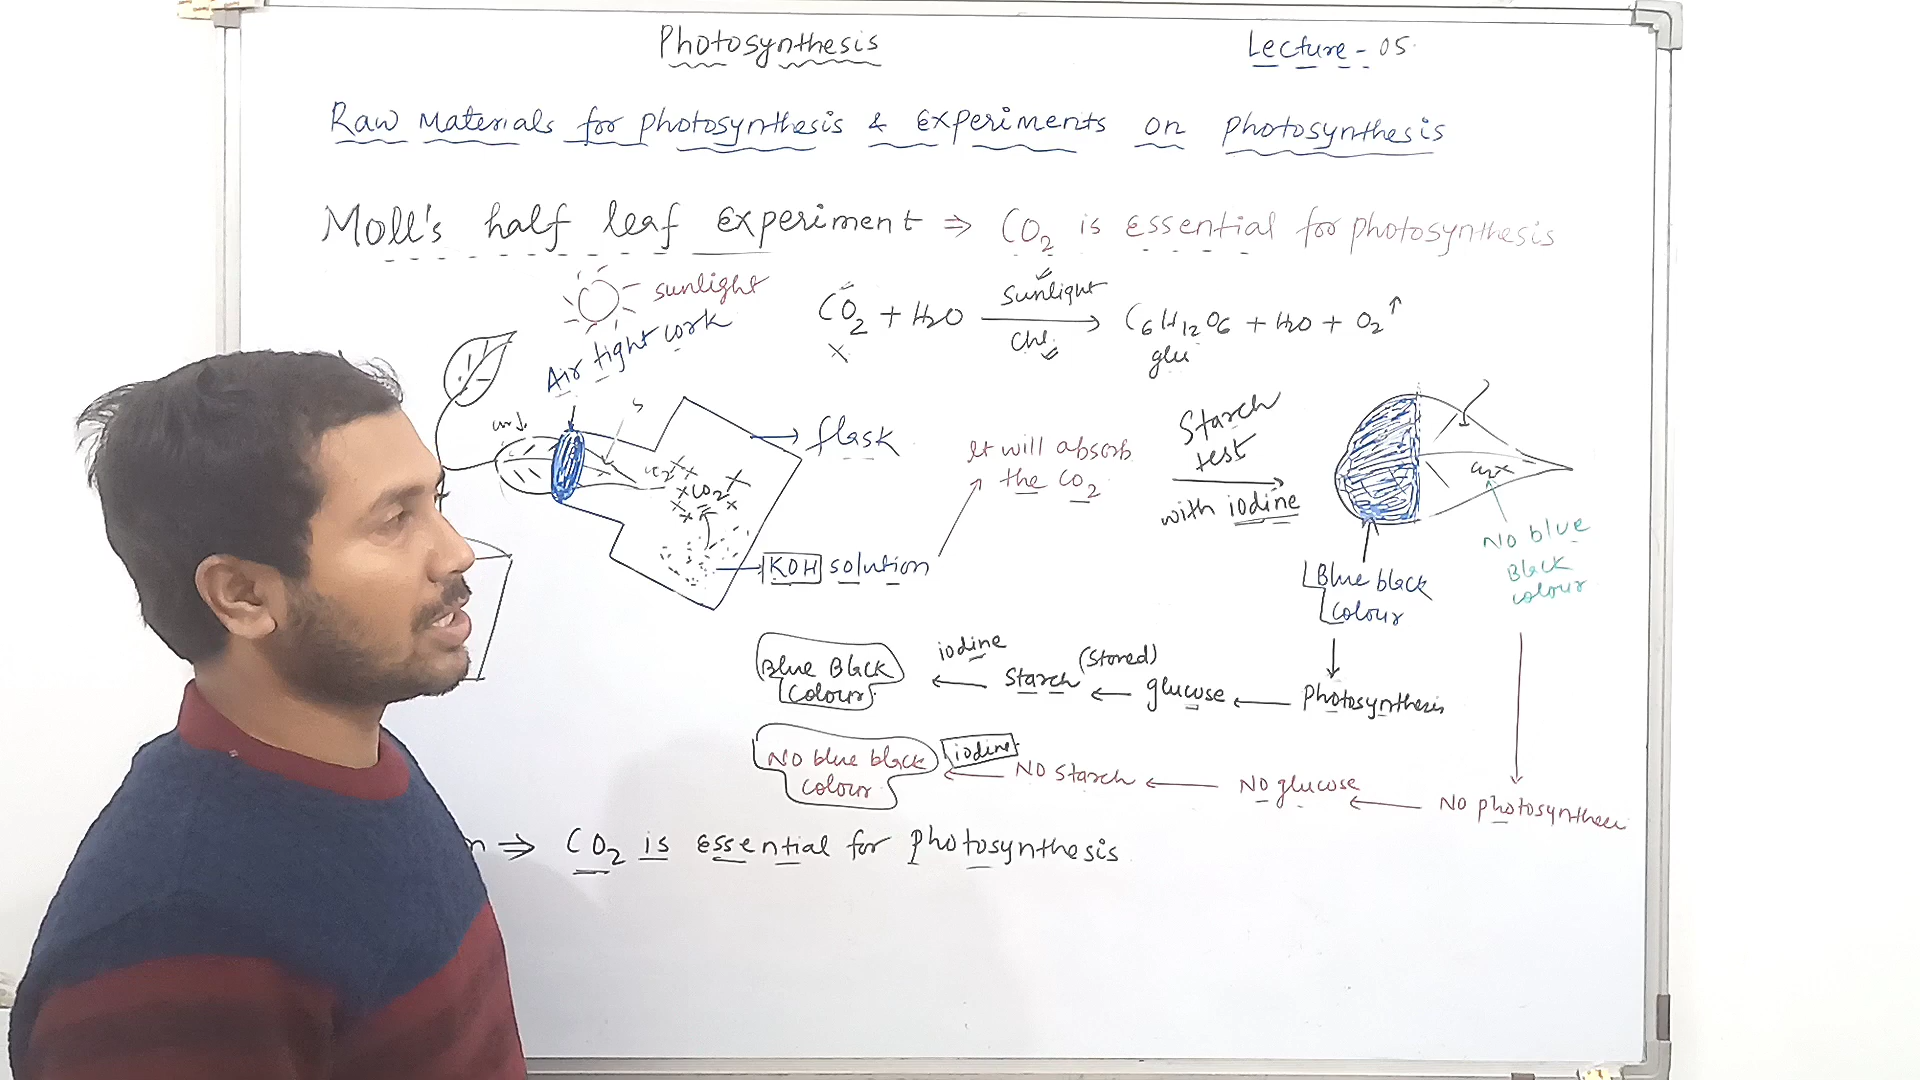 Photosynthesis
Lecture - 05
Raw Materials for photosynthesis & Experiments on photosynthesis
Moll's half leaf experiment ⇒ CO2 is essential for photosynthesis
sunlight
Air tight cork
CO2 + H2O
Sunlight
Chl.
C6H12O6 + H2O + O2↑
glu
flask
CO2
KOH solution
It will absorb
the CO2
Starch
test
with iodine
No blue
Black
colour
Blue black
colour
Blue Black
colour
iodine
Starch
(Stored)
glucose
Photosynthesis
No blue black
colour
iodine
No starch
No glucose
No photosynthesis
⇒ CO2 is essential for photosynthesis